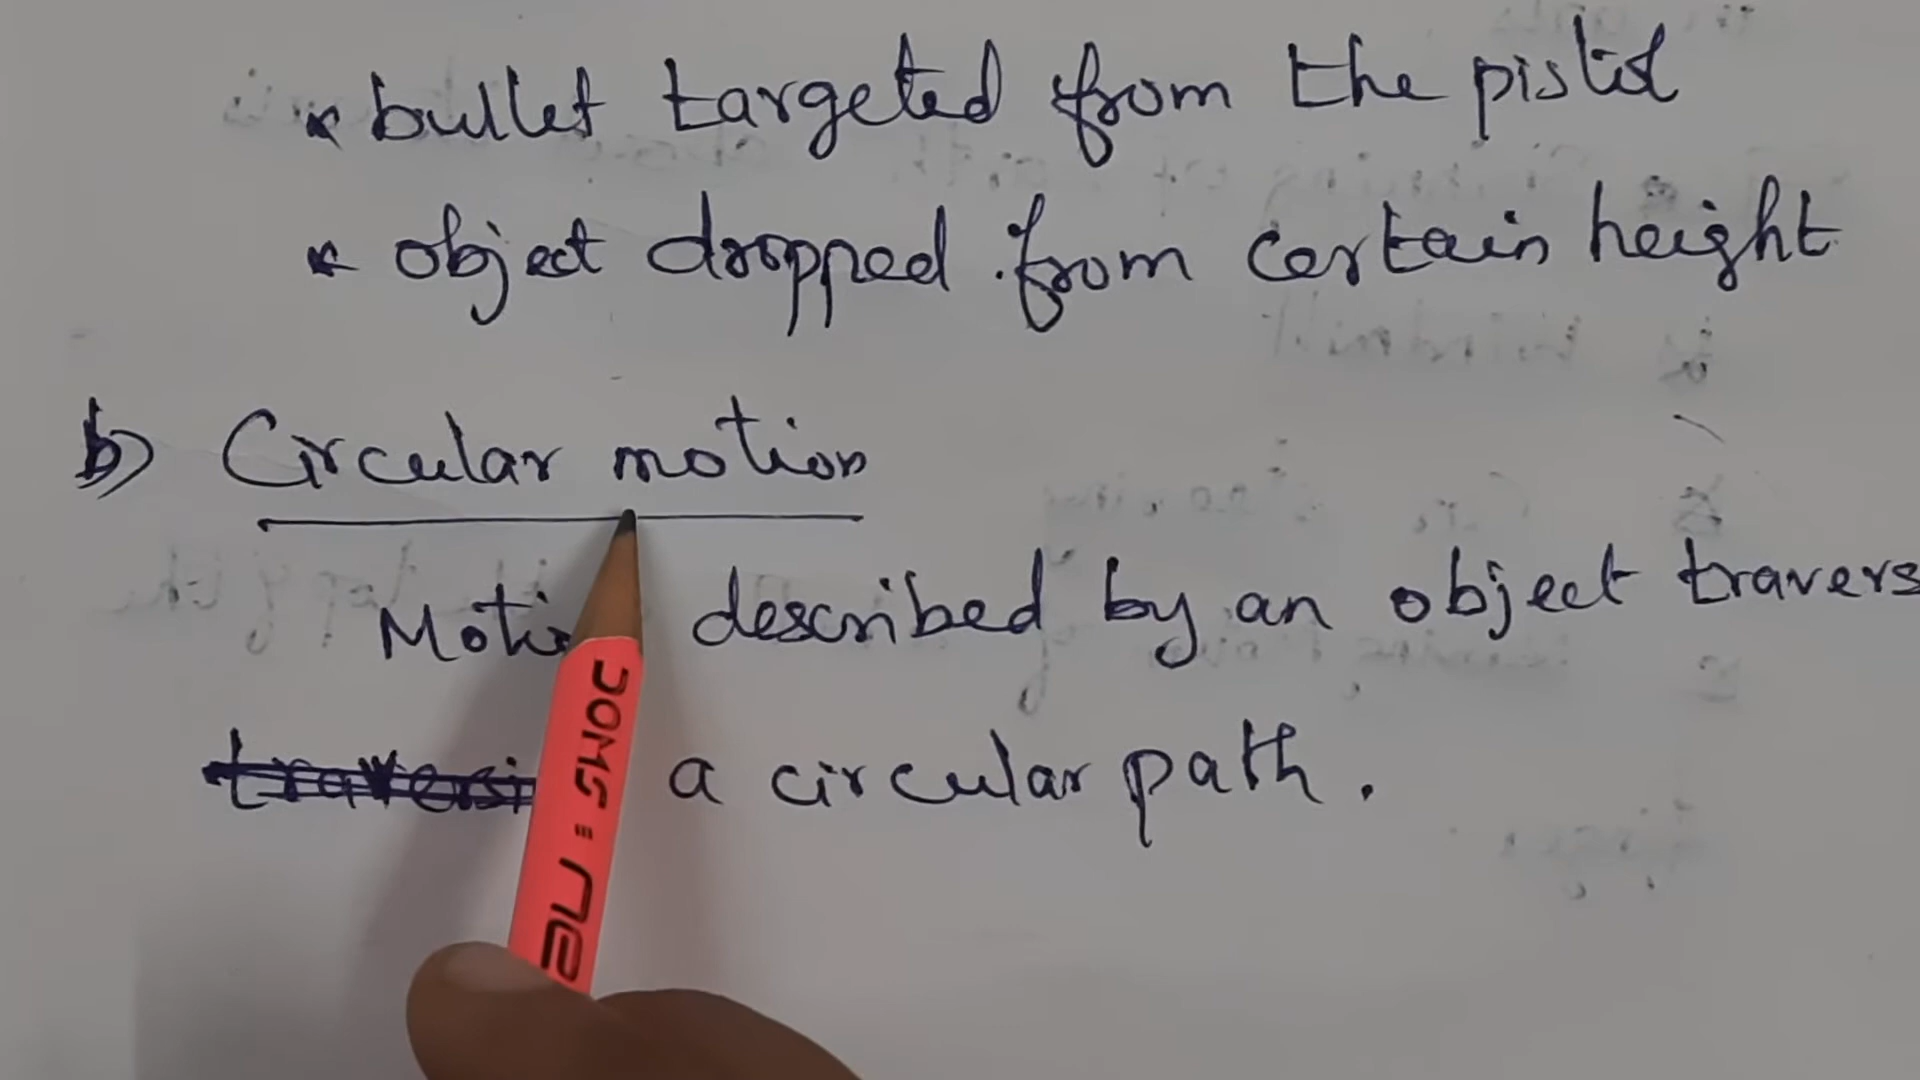 * bullet targeted from the pistol
* object dropped from certain height
b) Circular motion
Moti described by an object travers
a circular path.
DOMS